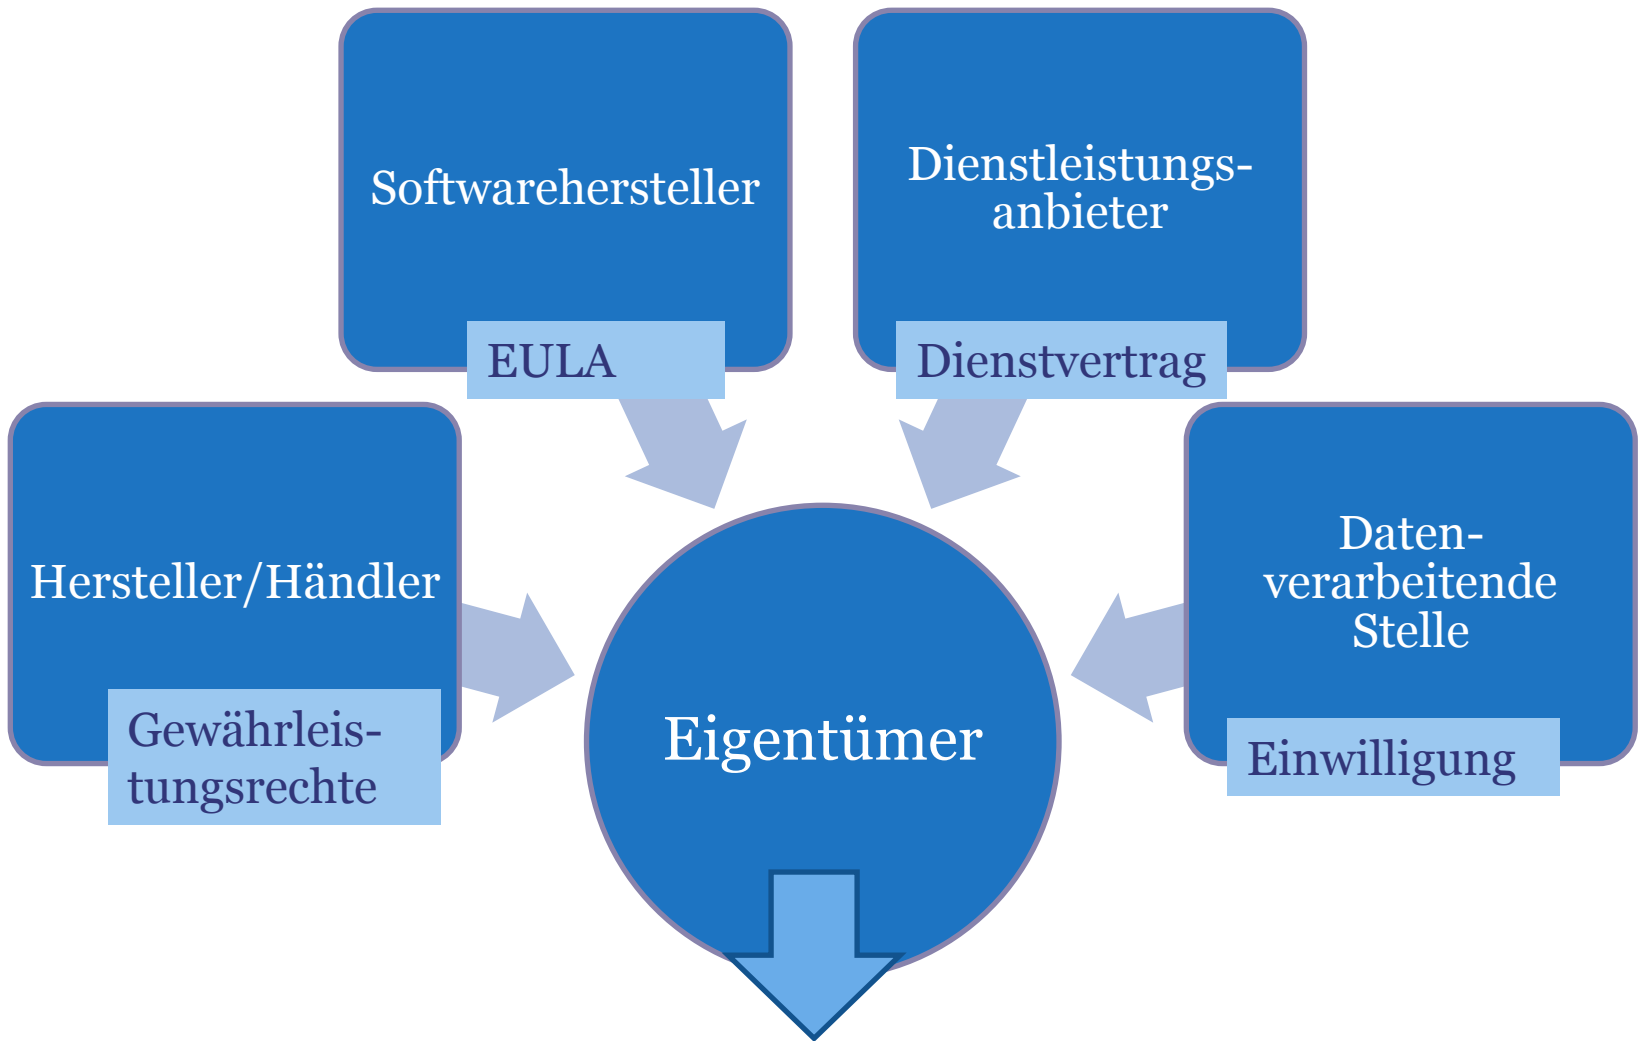 Softwarehersteller
EULA
Dienstleistungs-
anbieter
Dienstvertrag
Hersteller/Händler
Gewährleis-
tungsrechte
Eigentümer
Daten-
verarbeitende
Stelle
Einwilligung